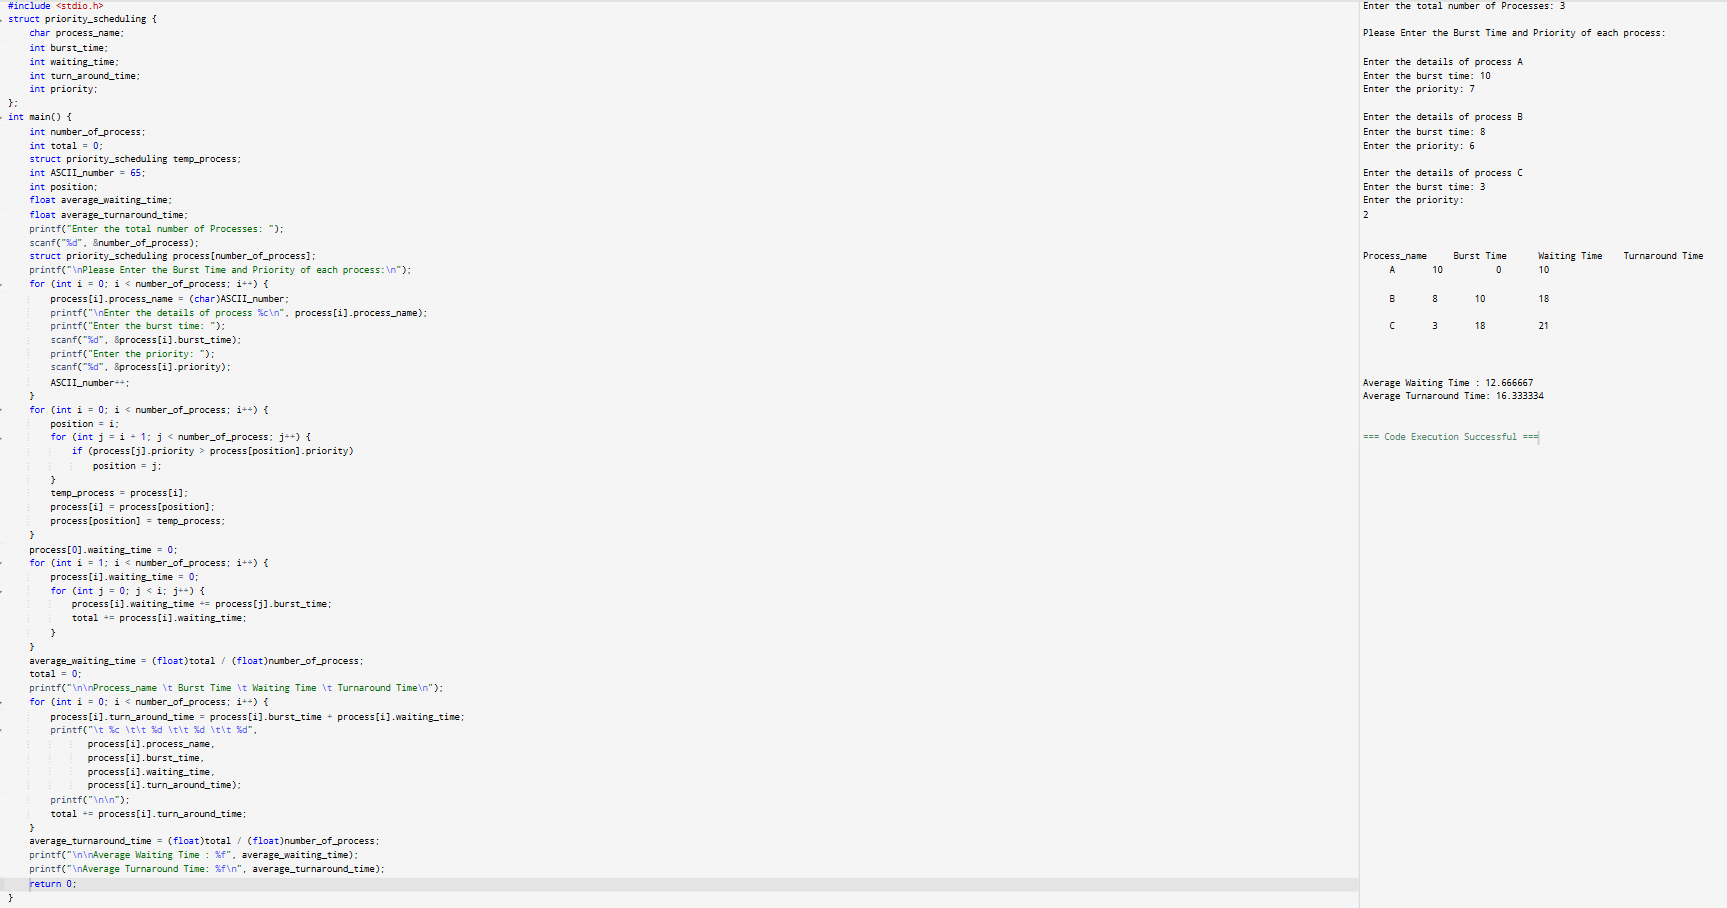 #include <stdio.h>
struct priority_scheduling {
    char process_name;
    int burst_time;
    int waiting_time;
    int turn_around_time;
    int priority;
};
int main() {
    int number_of_process;
    int total = 0;
    struct priority_scheduling temp_process;
    int ASCII_number = 65;
    int position;
    float average_waiting_time;
    float average_turnaround_time;
    printf("Enter the total number of Processes: ");
    scanf("%d", &number_of_process);
    struct priority_scheduling process[number_of_process];
    printf("\nPlease Enter the Burst Time and Priority of each process:\n");
    for (int i = 0; i < number_of_process; i++) {
        process[i].process_name = (char)ASCII_number;
        printf("\nEnter the details of process %c\n", process[i].process_name);
        printf("Enter the burst time: ");
        scanf("%d", &process[i].burst_time);
        printf("Enter the priority: ");
        scanf("%d", &process[i].priority);
        ASCII_number++;
    }
    for (int i = 0; i < number_of_process; i++) {
        position = i;
        for (int j = i + 1; j < number_of_process; j++) {
            if (process[j].priority > process[position].priority)
                position = j;
        }
        temp_process = process[i];
        process[i] = process[position];
        process[position] = temp_process;
    }
    process[0].waiting_time = 0;
    for (int i = 1; i < number_of_process; i++) {
        process[i].waiting_time = 0;
        for (int j = 0; j < i; j++) {
            process[i].waiting_time += process[j].burst_time;
            total += process[i].waiting_time;
        }
    }
    average_waiting_time = (float)total / (float)number_of_process;
    total = 0;
    printf("\n\nProcess_name \t Burst Time \t Waiting Time \t Turnaround Time\n");
    for (int i = 0; i < number_of_process; i++) {
        process[i].turn_around_time = process[i].burst_time + process[i].waiting_time;
        printf("\t %c \t\t %d \t\t %d \t\t %d",
               process[i].process_name,
               process[i].burst_time,
               process[i].waiting_time,
               process[i].turn_around_time);
        printf("\n\n");
        total += process[i].turn_around_time;
    }
    average_turnaround_time = (float)total / (float)number_of_process;
    printf("\n\nAverage Waiting Time : %f", average_waiting_time);
    printf("\nAverage Turnaround Time: %f\n", average_turnaround_time);
    return 0;
}
Enter the total number of Processes: 3
Please Enter the Burst Time and Priority of each process:
Enter the details of process A
Enter the burst time: 10
Enter the priority: 7
Enter the details of process B
Enter the burst time: 8
Enter the priority: 6
Enter the details of process C
Enter the burst time: 3
Enter the priority:
2
Process_name     Burst Time      Waiting Time    Turnaround Time
A       10          0       10
B       8       10          18
C       3       18          21
Average Waiting Time : 12.666667
Average Turnaround Time: 16.333334
=== Code Execution Successful ===